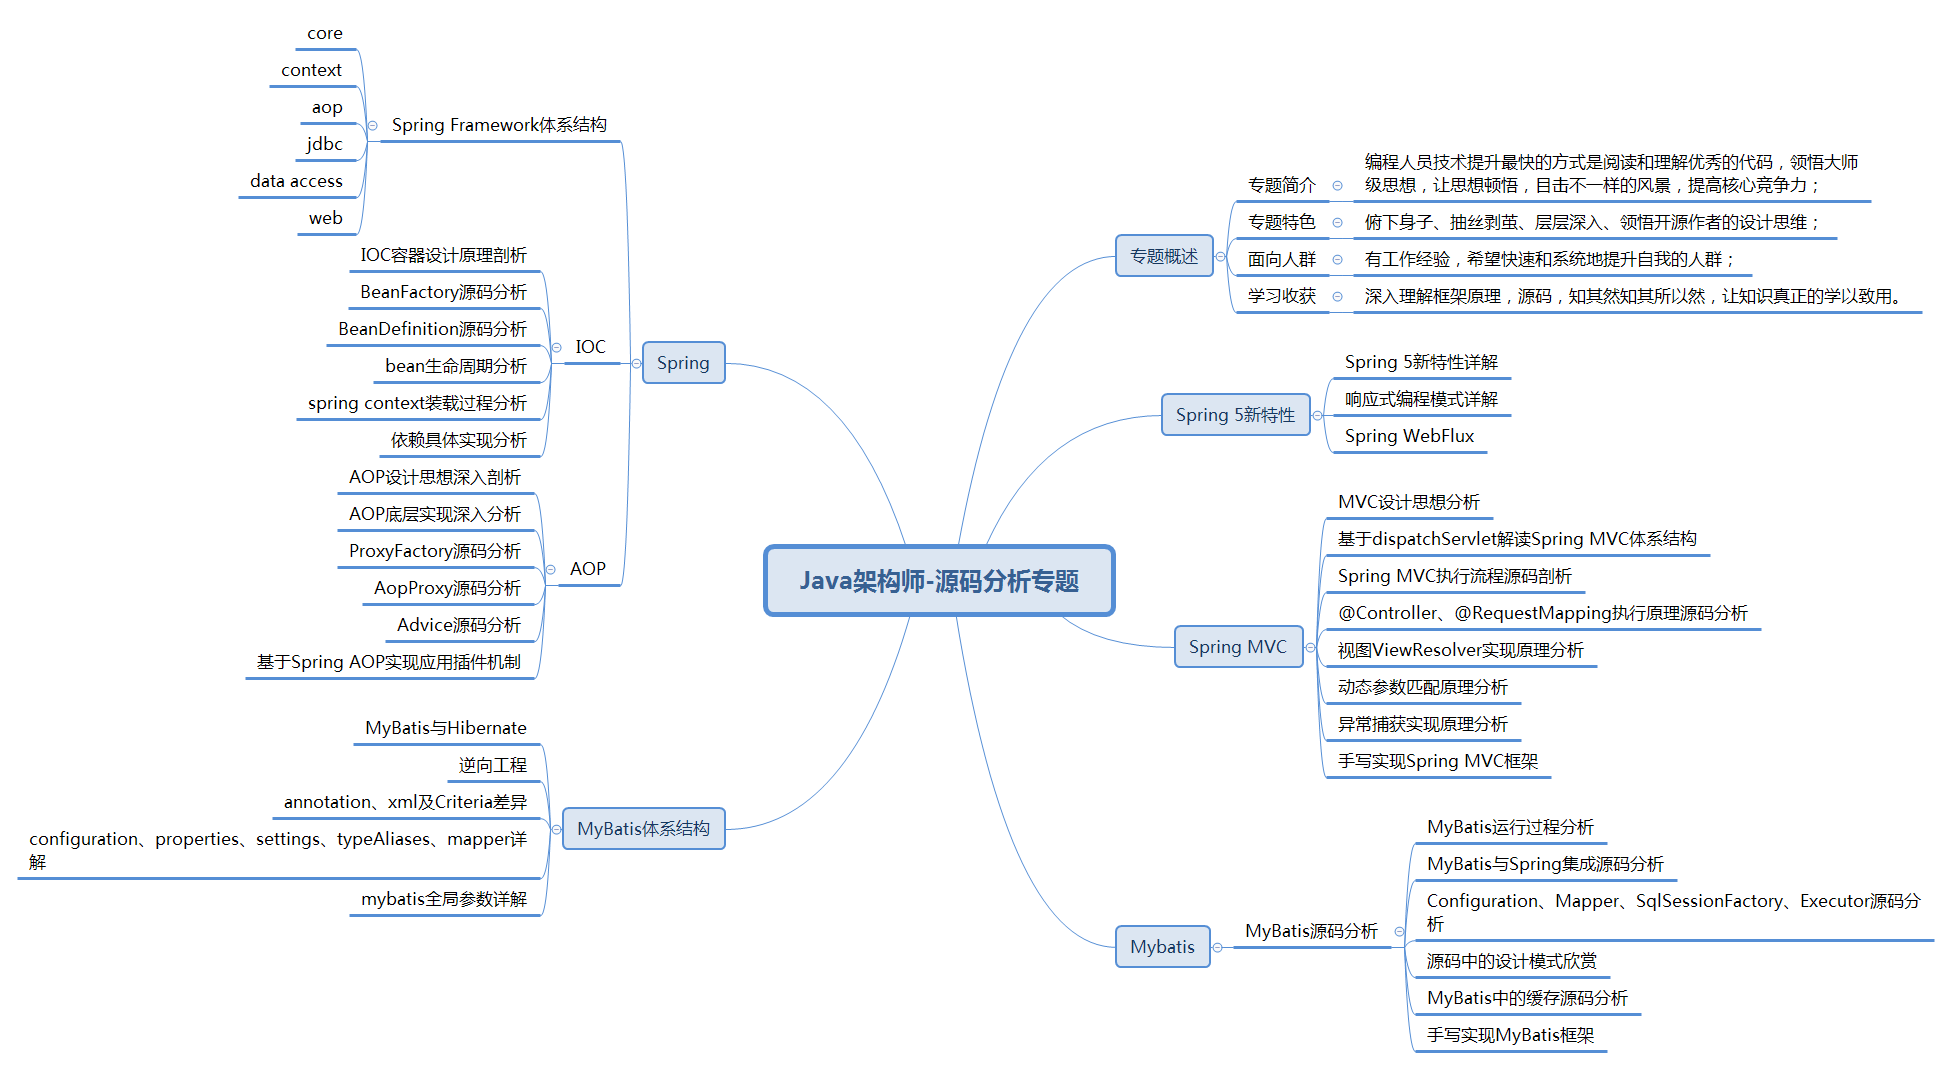 Java架构师-源码分析专题
专题概述
专题简介
编程人员技术提升最快的方式是阅读和理解优秀的代码，领悟大师
级思想，让思想顿悟，目击不一样的风景，提高核心竞争力；
专题特色
俯下身子、抽丝剥茧、层层深入、领悟开源作者的设计思维；
面向人群
有工作经验，希望快速和系统地提升自我的人群；
学习收获
深入理解框架原理，源码，知其然知其所以然，让知识真正的学以致用。
Spring 5新特性
Spring 5新特性详解
响应式编程模式详解
Spring WebFlux
Spring MVC
MVC设计思想分析
基于dispatchServlet解读Spring MVC体系结构
Spring MVC执行流程源码剖析
@Controller、@RequestMapping执行原理源码分析
视图ViewResolver实现原理分析
动态参数匹配原理分析
异常捕获实现原理分析
手写实现Spring MVC框架
Mybatis
MyBatis源码分析
MyBatis运行过程分析
MyBatis与Spring集成源码分析
Configuration、Mapper、SqlSessionFactory、Executor源码分
析
源码中的设计模式欣赏
MyBatis中的缓存源码分析
手写实现MyBatis框架
Spring
Spring Framework体系结构
core
context
aop
jdbc
data access
web
IOC
IOC容器设计原理剖析
BeanFactory源码分析
BeanDefinition源码分析
bean生命周期分析
spring context装载过程分析
依赖具体实现分析
AOP
AOP设计思想深入剖析
AOP底层实现深入分析
ProxyFactory源码分析
AopProxy源码分析
Advice源码分析
基于Spring AOP实现应用插件机制
MyBatis体系结构
MyBatis与Hibernate
逆向工程
annotation、xml及Criteria差异
configuration、properties、settings、typeAliases、mapper详
解
mybatis全局参数详解